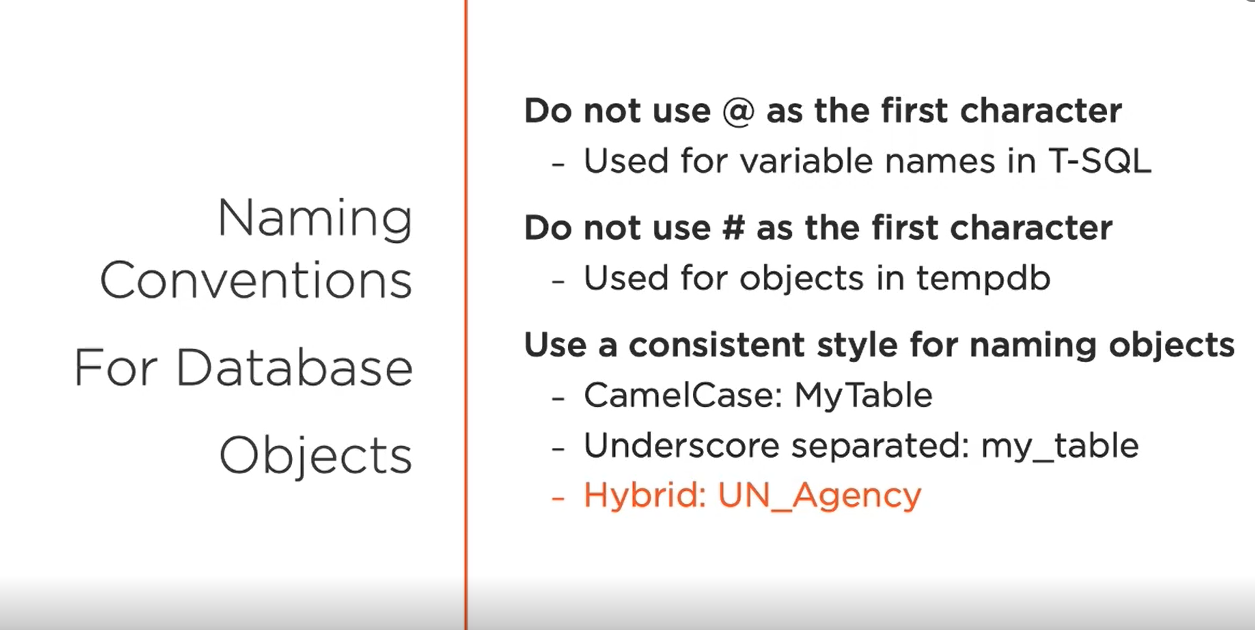 Naming
Conventions
For Database
Objects
Do not use @ as the first character
- Used for variable names in T-SQL
Do not use # as the first character
- Used for objects in tempdb
Use a consistent style for naming objects
- CamelCase: MyTable
- Underscore separated: my_table
- Hybrid: UN_Agency